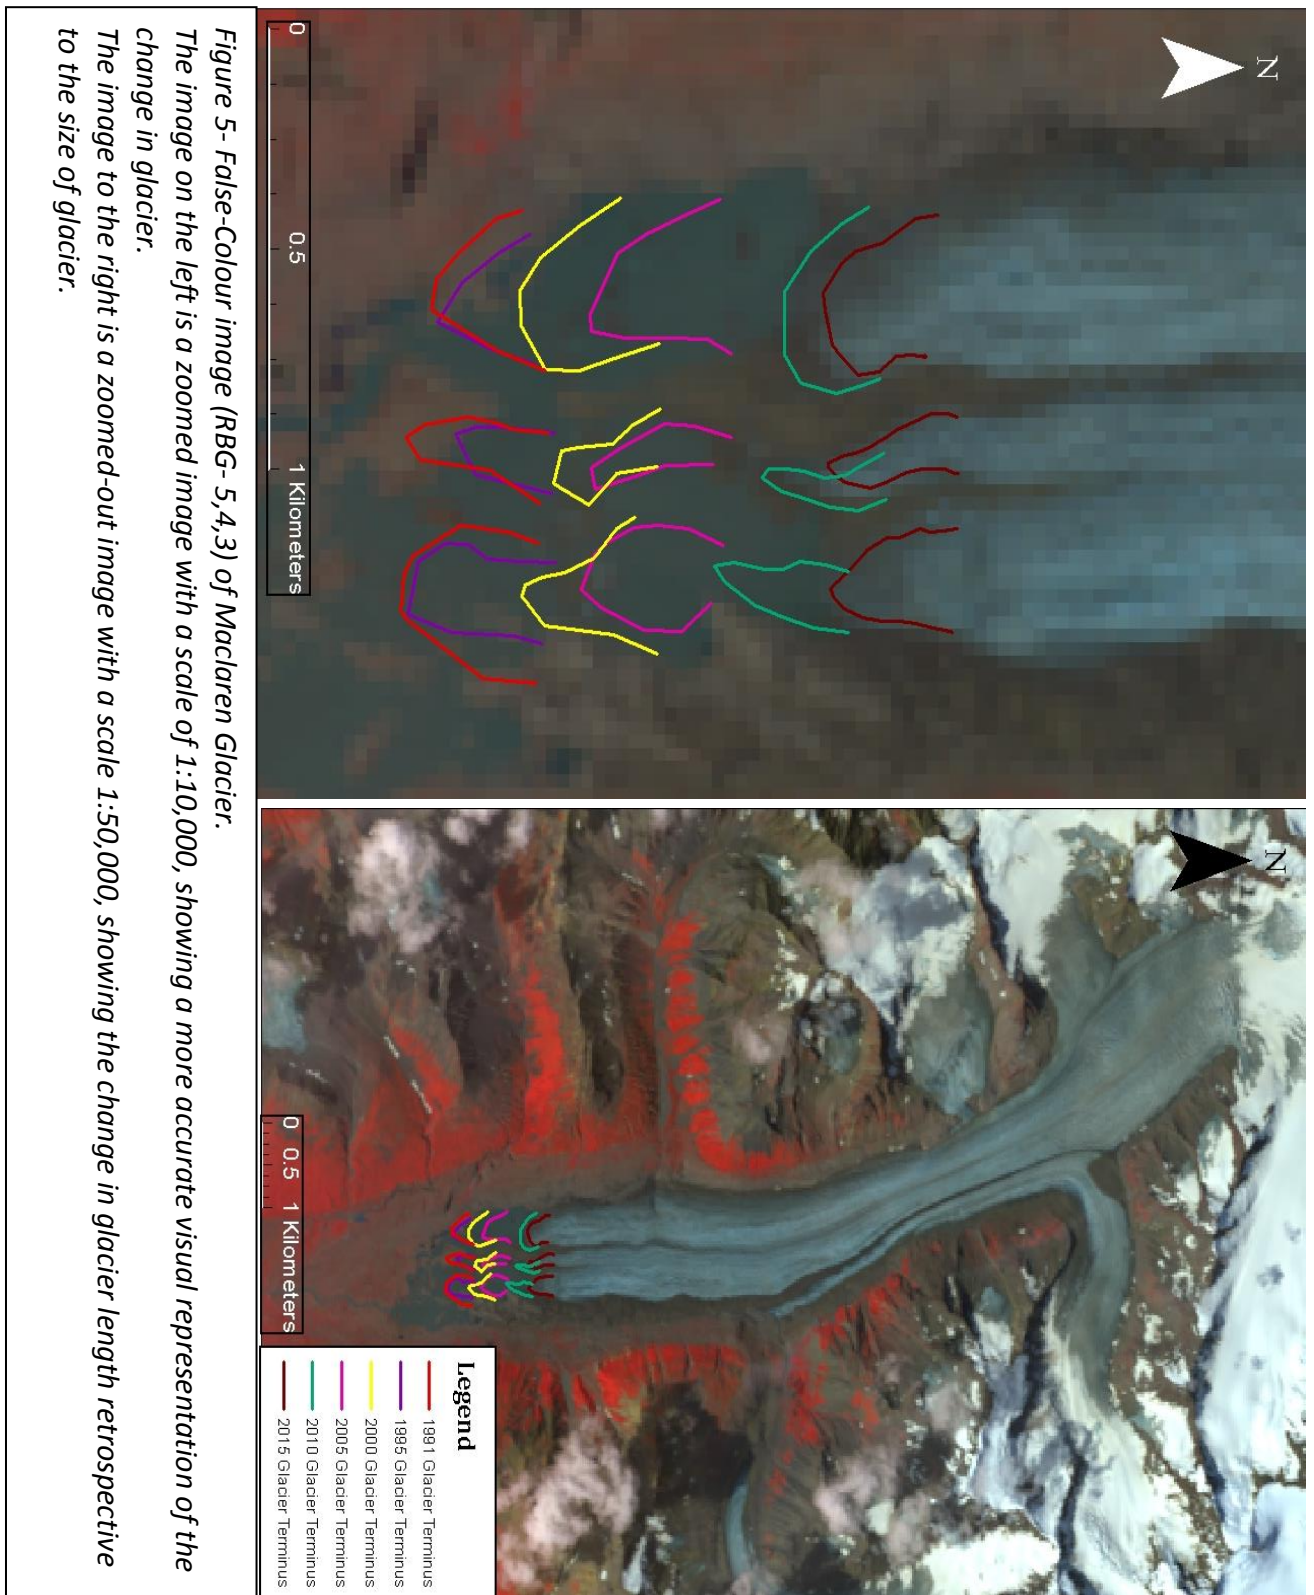 N
0
0.5
1 Kilometers
N
0
0.5
1 Kilometers
Legend
1991 Glacier Terminus
1995 Glacier Terminus
2000 Glacier Terminus
2005 Glacier Terminus
2010 Glacier Terminus
2015 Glacier Terminus
Figure 5- False-Colour image (RBG- 5,4,3) of Maclaren Glacier.
The image on the left is a zoomed image with a scale of 1:10,000, showing a more accurate visual representation of the
change in glacier.
The image to the right is a zoomed-out image with a scale 1:50,000, showing the change in glacier length retrospective
to the size of glacier.